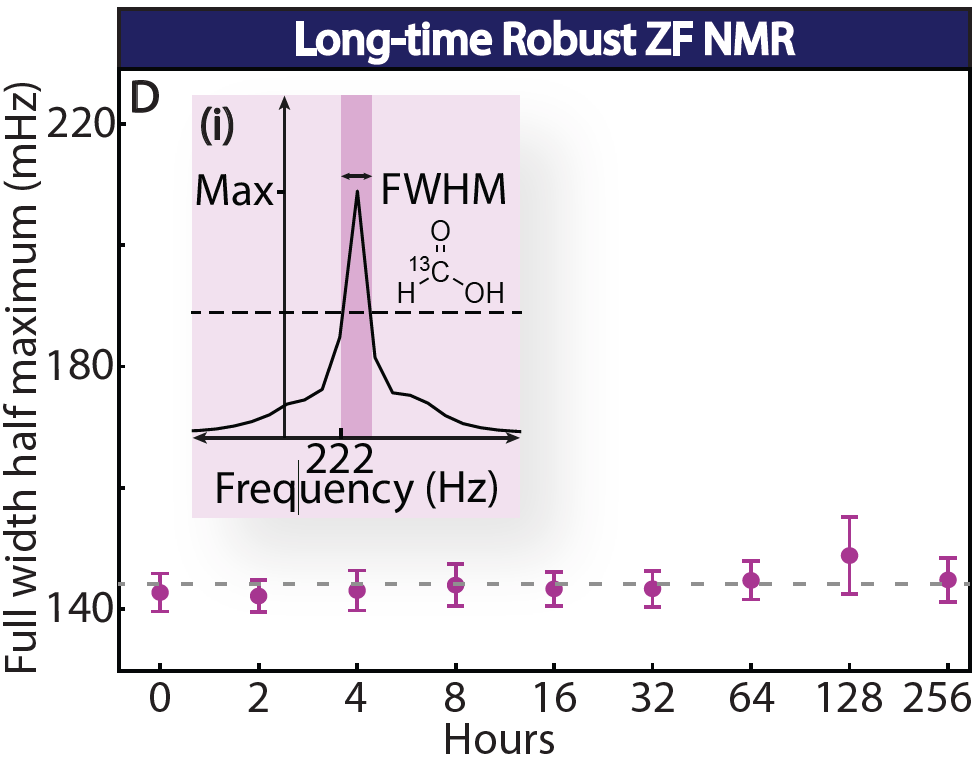 Long-time Robust ZF NMR
D
(i)
Max
FWHM
O
13C
H
OH
222
Frequency (Hz)
Full width half maximum (mHz)
220
180
140
0 2 4 8 16 32 64 128 256
Hours